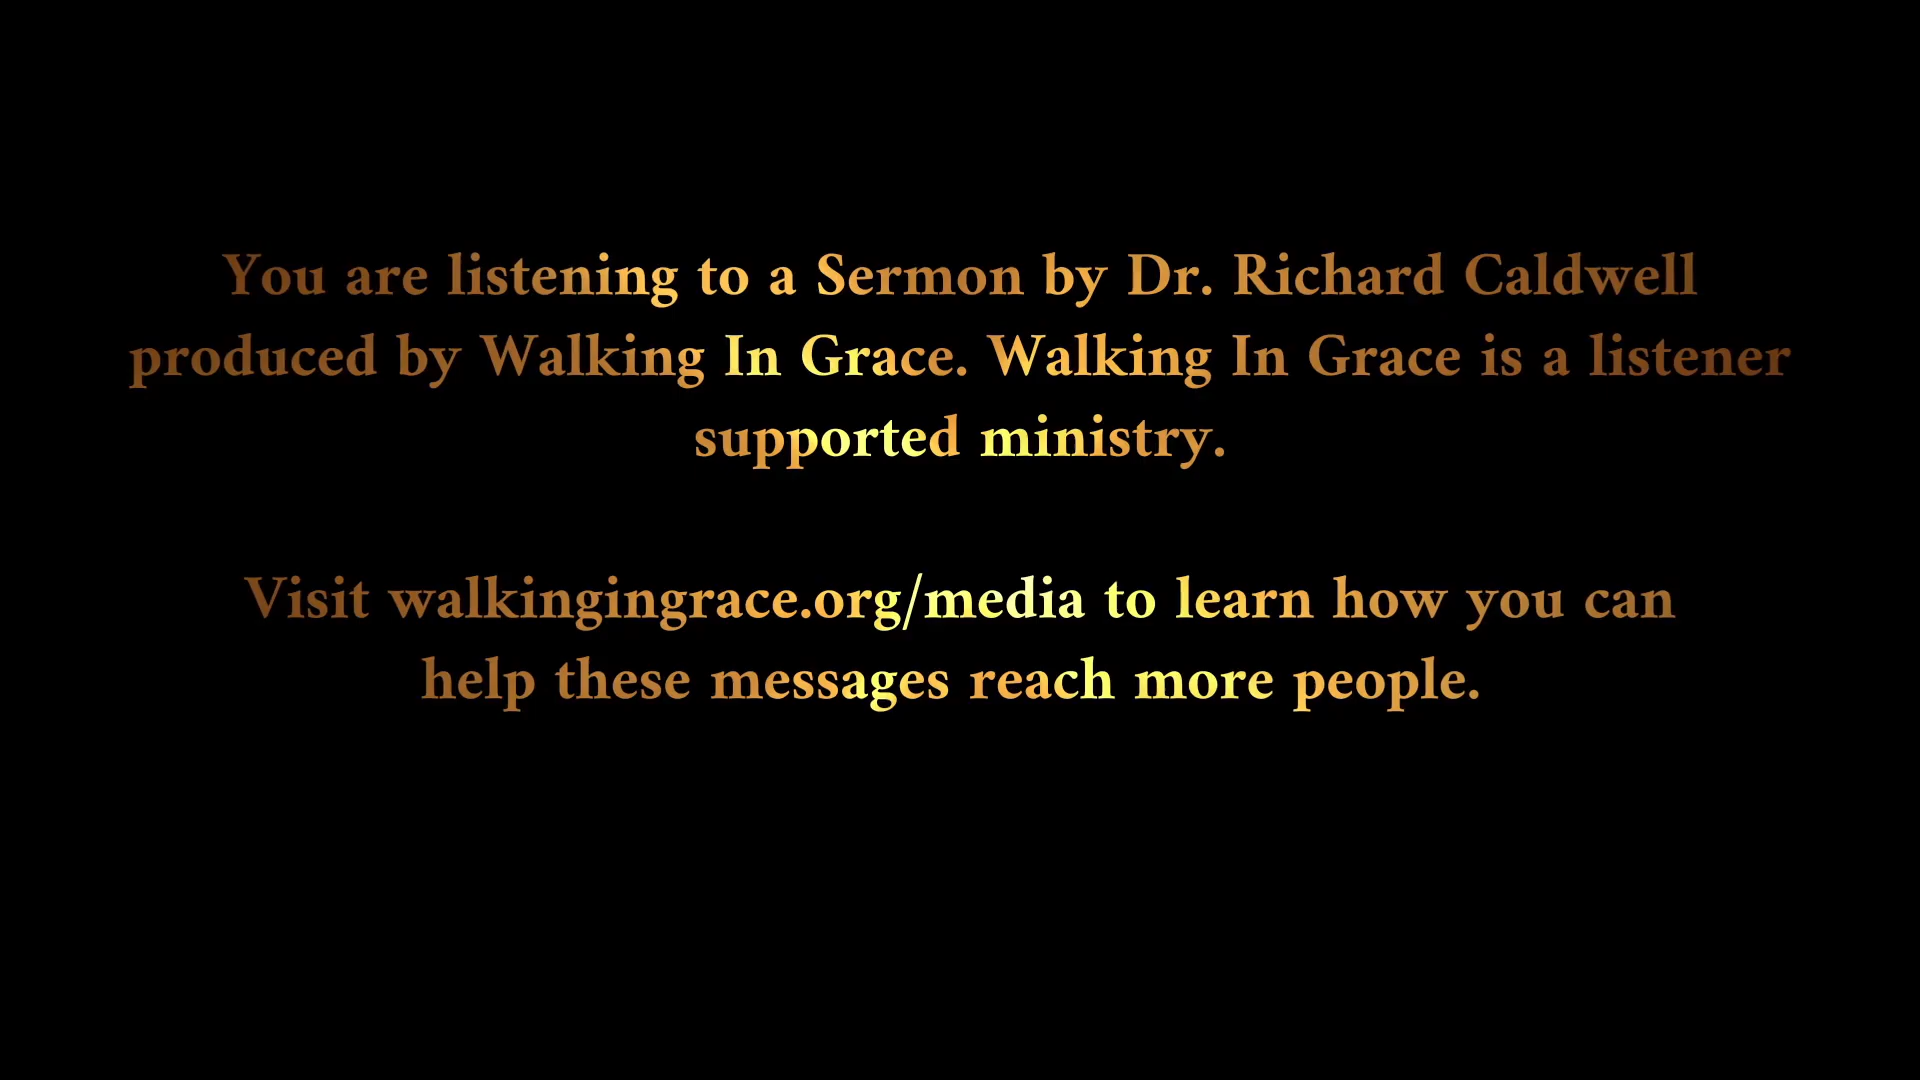 You are listening to a Sermon by Dr. Richard Caldwell
produced by Walking In Grace. Walking In Grace is a listener
supported ministry.
Visit walkingingrace.org/media to learn how you can
help these messages reach more people.